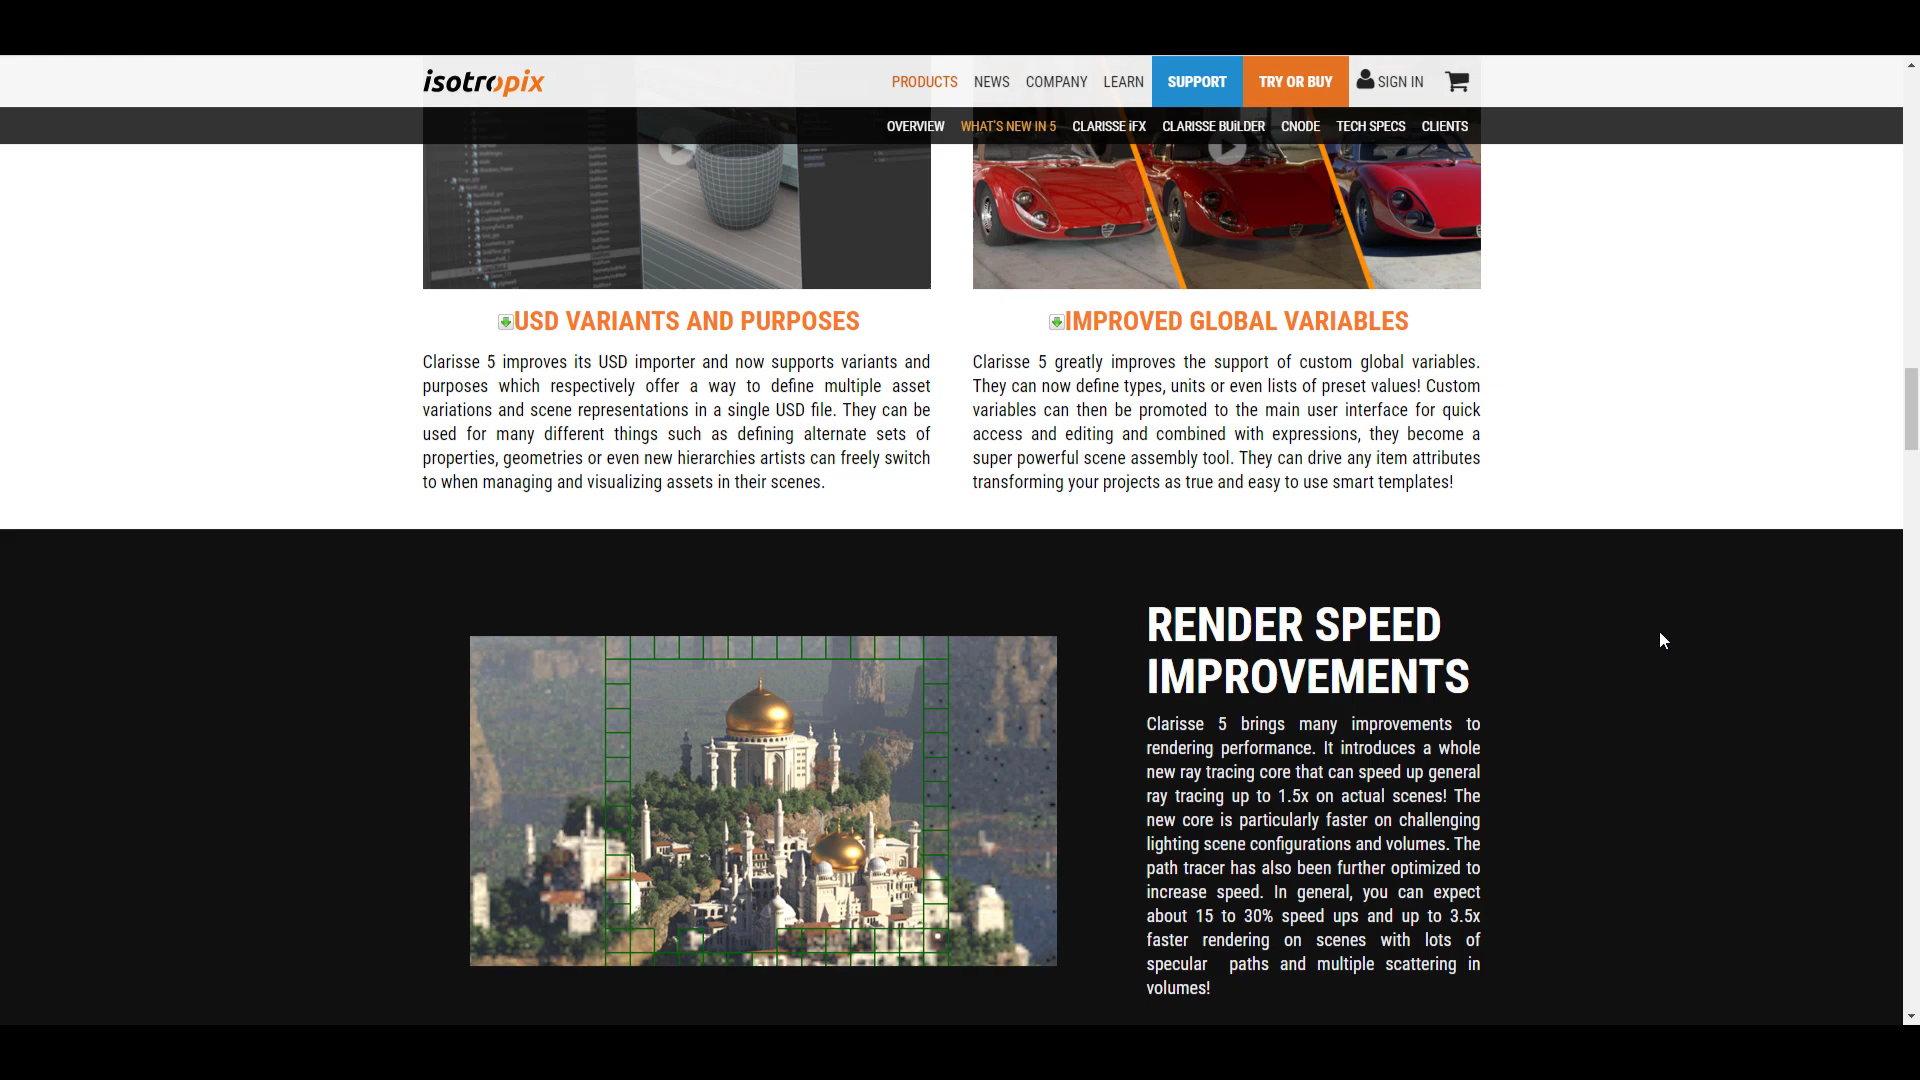 isotropix
PRODUCTS NEWS COMPANY LEARN SUPPORT TRY OR BUY SIGN IN
OVERVIEW WHAT'S NEW IN 5 CLARISSE iFX CLARISSE BUiLDER CNODE TECH SPECS CLIENTS
USD VARIANTS AND PURPOSES
Clarisse 5 improves its USD importer and now supports variants and
purposes which respectively offer a way to define multiple asset
variations and scene representations in a single USD file. They can be
used for many different things such as defining alternate sets of
properties, geometries or even new hierarchies artists can freely switch
to when managing and visualizing assets in their scenes.
IMPROVED GLOBAL VARIABLES
Clarisse 5 greatly improves the support of custom global variables.
They can now define types, units or even lists of preset values! Custom
variables can then be promoted to the main user interface for quick
access and editing and combined with expressions, they become a
super powerful scene assembly tool. They can drive any item attributes
transforming your projects as true and easy to use smart templates!
RENDER SPEED
IMPROVEMENTS
Clarisse 5 brings many improvements to
rendering performance. It introduces a whole
new ray tracing core that can speed up general
ray tracing up to 1.5x on actual scenes! The
new core is particularly faster on challenging
lighting scene configurations and volumes. The
path tracer has also been further optimized to
increase speed. In general, you can expect
about 15 to 30% speed ups and up to 3.5x
faster rendering on scenes with lots of
specular paths and multiple scattering in
volumes!